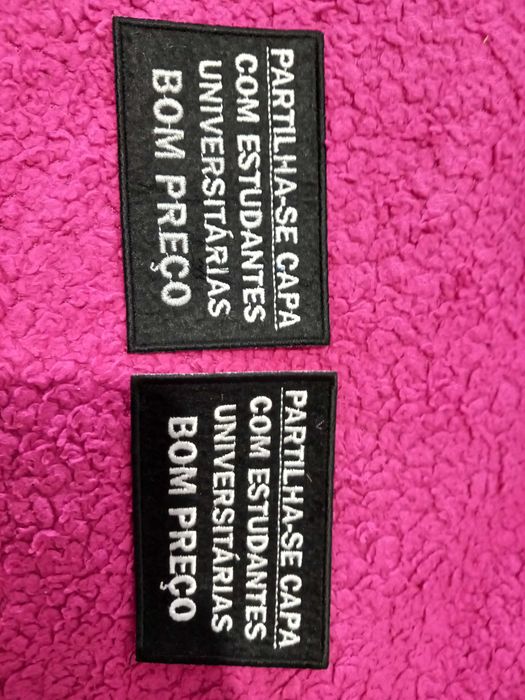 PARTILHA-SE CAPA
COM ESTUDANTES
UNIVERSITÁRIAS
BOM PREÇO
PARTILHA-SE CAPA
COM ESTUDANTES
UNIVERSITÁRIAS
BOM PREÇO